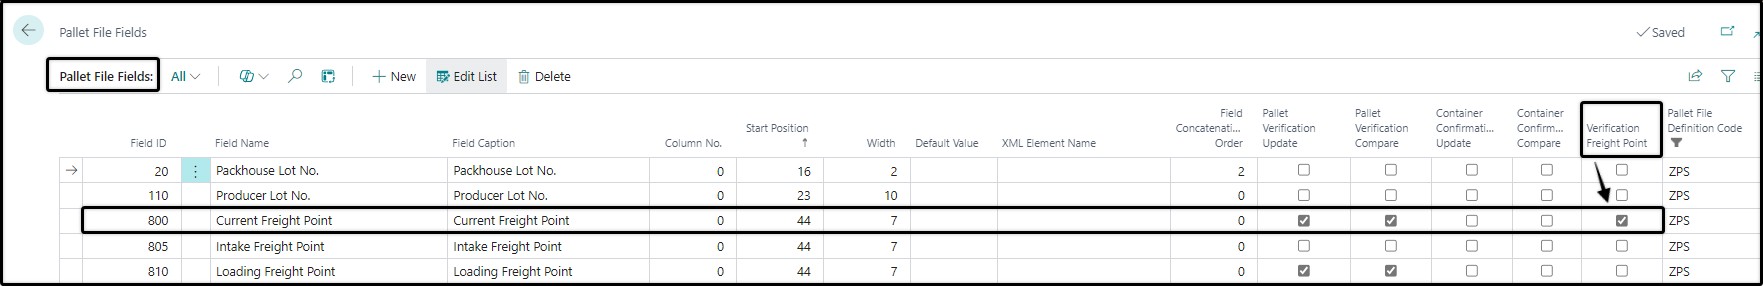 Pallet File Fields
Saved
Pallet File Fields: All New Edit List Delete
Field ID Field Name Field Caption Column No. Start Position ↑ Width Default Value XML Element Name Field Concatenati... Order Pallet Verification Update Pallet Verification Compare Container Confirmati... Update Container Confirm... Compare Verification Freight Point Pallet File Definition Code
20 Packhouse Lot No. Packhouse Lot No. 0 16 2 2 ZPS
110 Producer Lot No. Producer Lot No. 0 23 10 0 ZPS
800 Current Freight Point Current Freight Point 0 44 7 0 ZPS
805 Intake Freight Point Intake Freight Point 0 44 7 0 ZPS
810 Loading Freight Point Loading Freight Point 0 44 7 0 ZPS